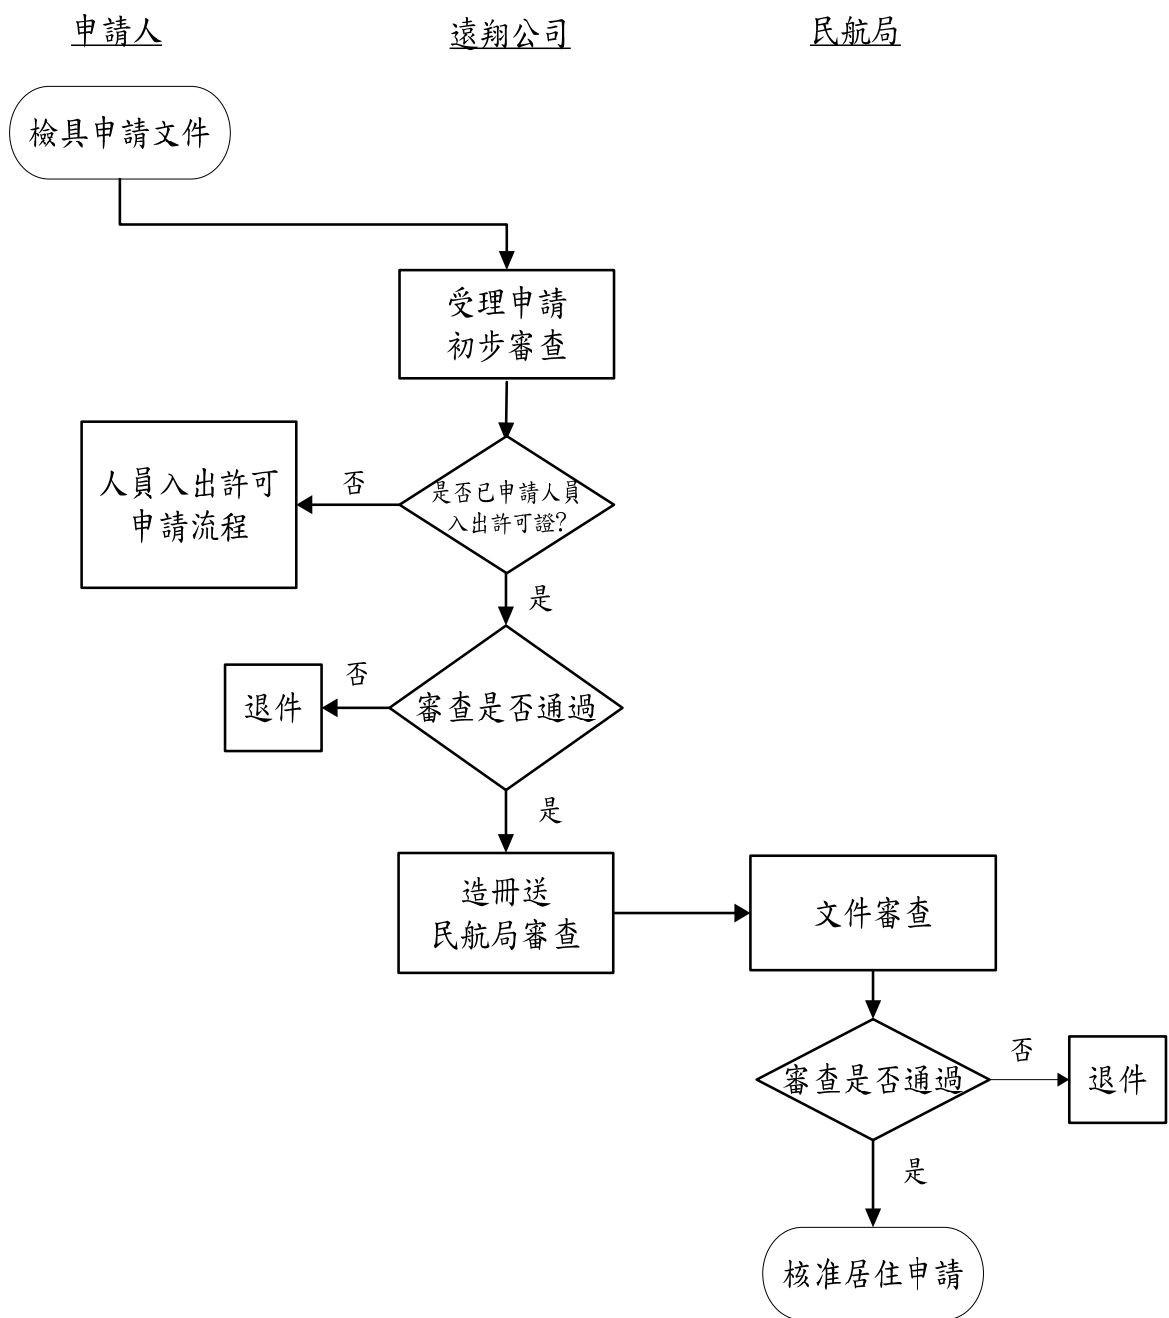 申請人
遠翔公司
民航局
檢具申請文件
受理申請
初步審查
人員入出許可
申請流程
否
是否已申請人員
入出許可證?
是
退件
否
審查是否通過
是
造冊送
民航局審查
文件審查
審查是否通過
否
退件
是
核准居住申請